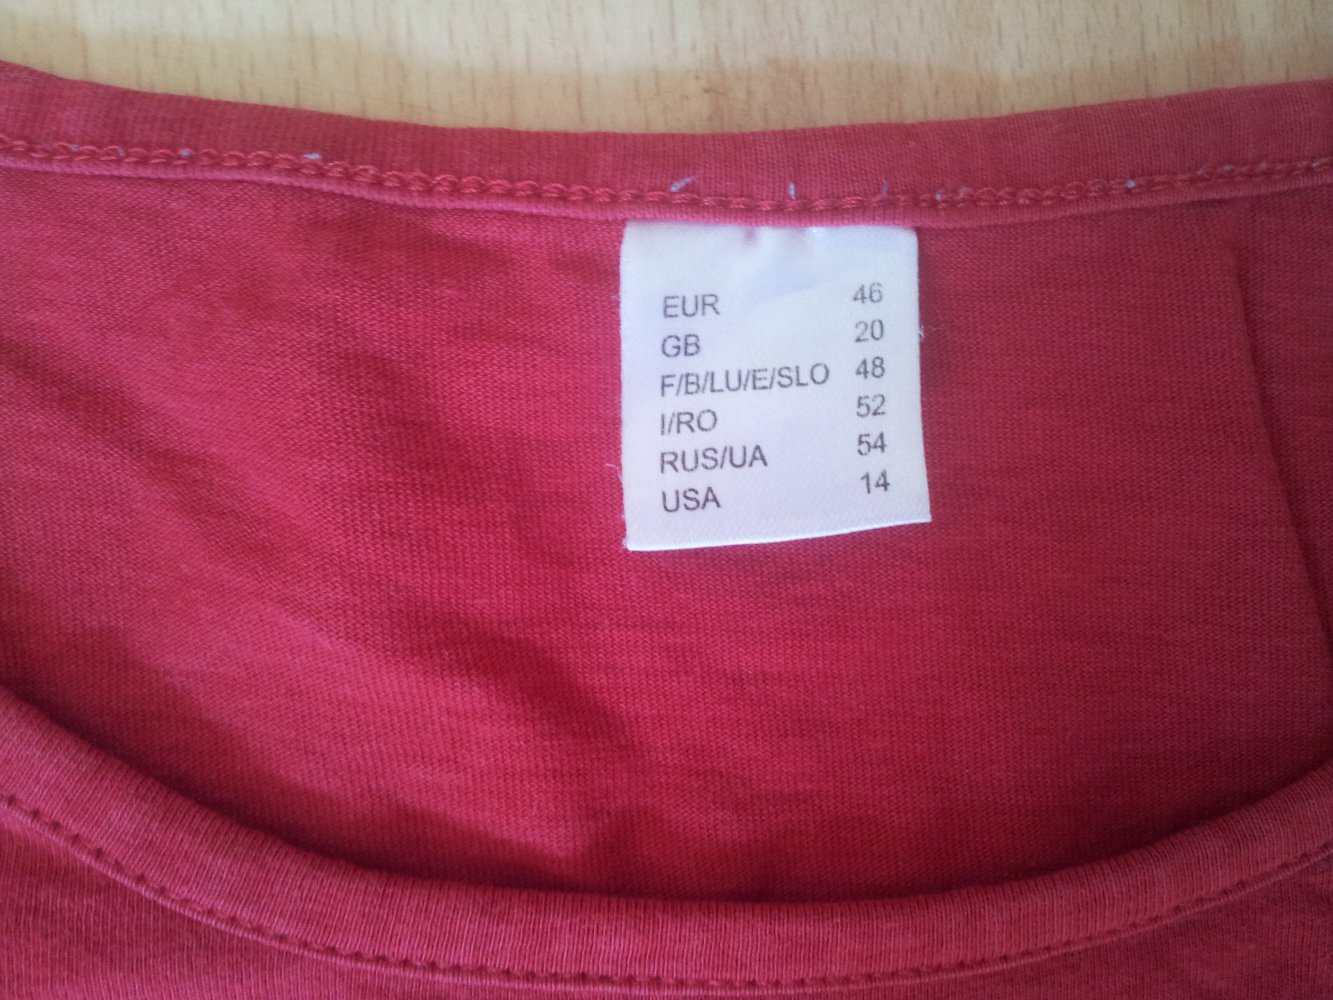 EUR 46
GB 20
F/B/LU/E/SLO 48
I/RO 52
RUS/UA 54
USA 14